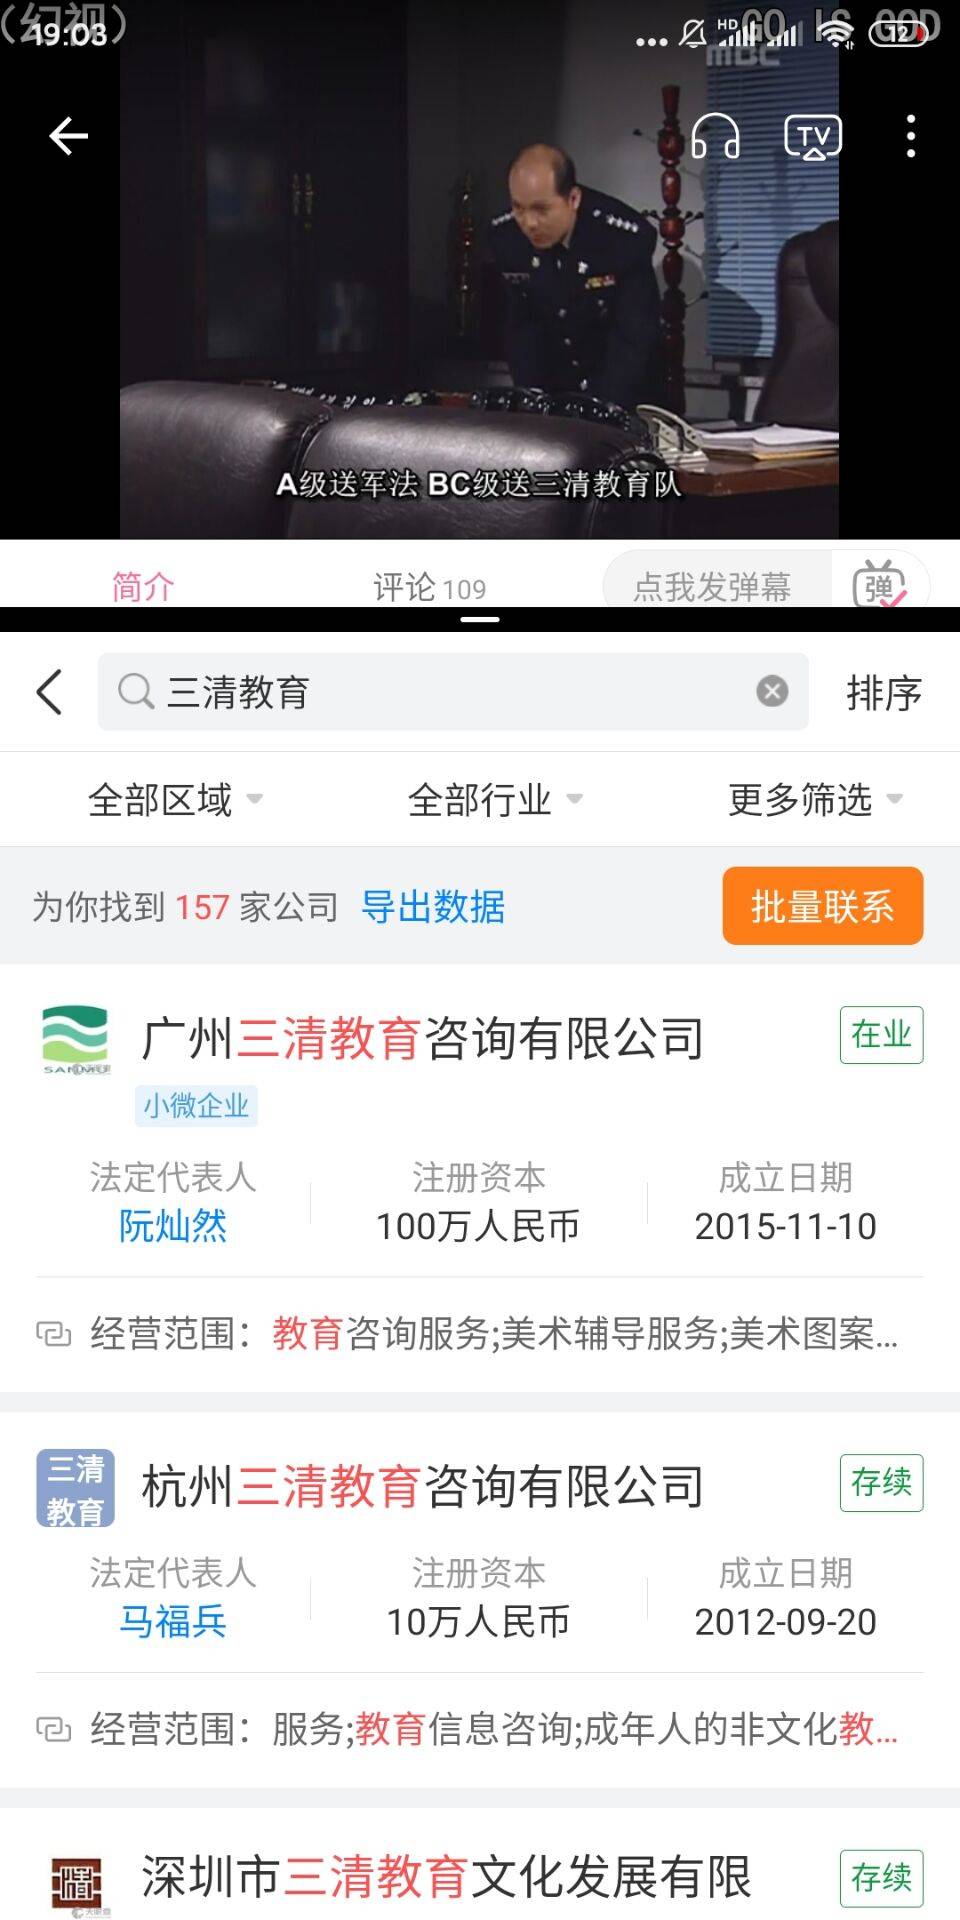 (幻视)
19:03
HD
GO IS GOD
12
mbc
TV
A级送军法 BC级送三清教育队
简介
评论 109
点我发弹幕
弹
三清教育
排序
全部区域
全部行业
更多筛选
为你找到 157 家公司 导出数据
批量联系
SANMU
广州三清教育咨询有限公司
在业
小微企业
法定代表人
注册资本
成立日期
阮灿然
100万人民币
2015-11-10
经营范围：教育咨询服务;美术辅导服务;美术图案...
三清
教育
杭州三清教育咨询有限公司
存续
法定代表人
注册资本
成立日期
马福兵
10万人民币
2012-09-20
经营范围：服务;教育信息咨询;成年人的非文化教...
深圳市三清教育文化发展有限
存续